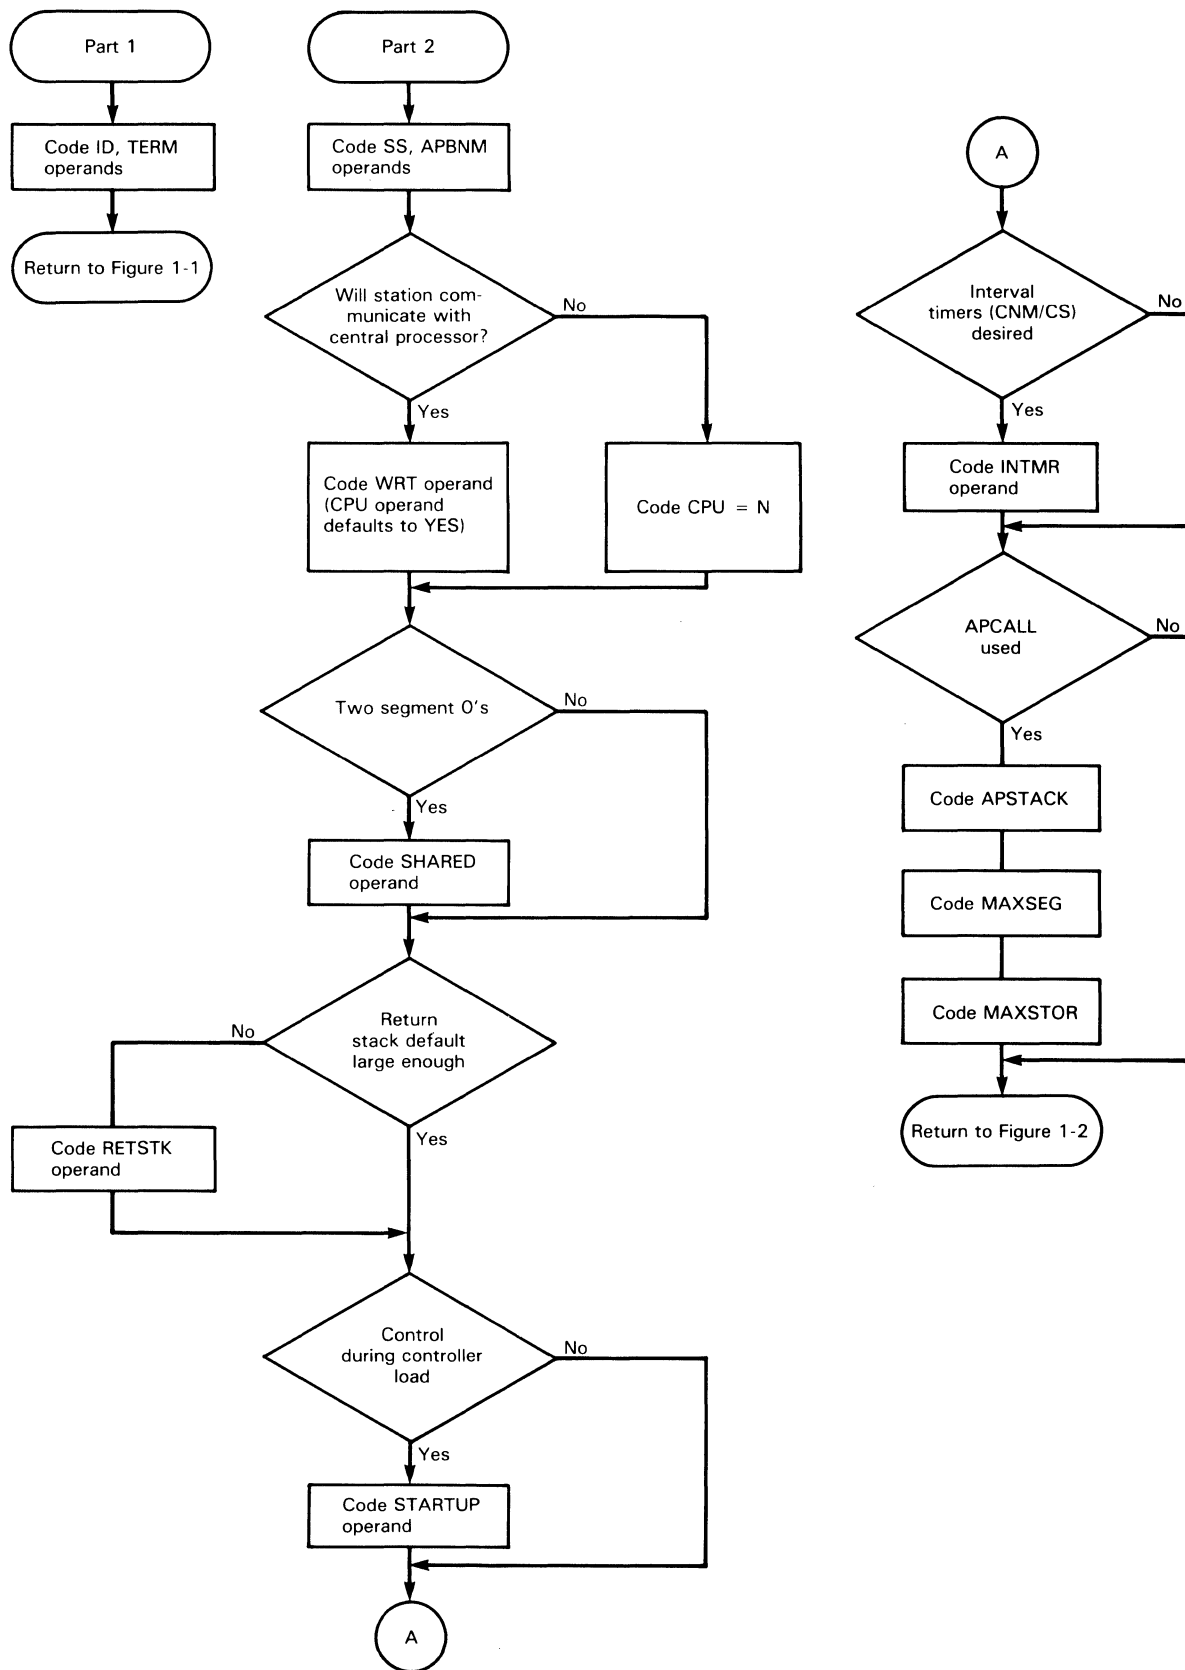 Part 1
Code ID, TERM
operands
Return to Figure 1-1
Part 2
Code SS, APBNM
operands
Will station com-
municate with
central processor?
No
Yes
Code WRT operand
(CPU operand
defaults to YES)
Code CPU = N
Two segment 0's
No
Yes
Code SHARED
operand
Return
stack default
large enough
No
Yes
Code RETSTK
operand
Control
during controller
load
No
Yes
Code STARTUP
operand
A
A
Interval
timers (CNM/CS)
desired
No
Yes
Code INTMR
operand
APCALL
used
No
Yes
Code APSTACK
Code MAXSEG
Code MAXSTOR
Return to Figure 1-2